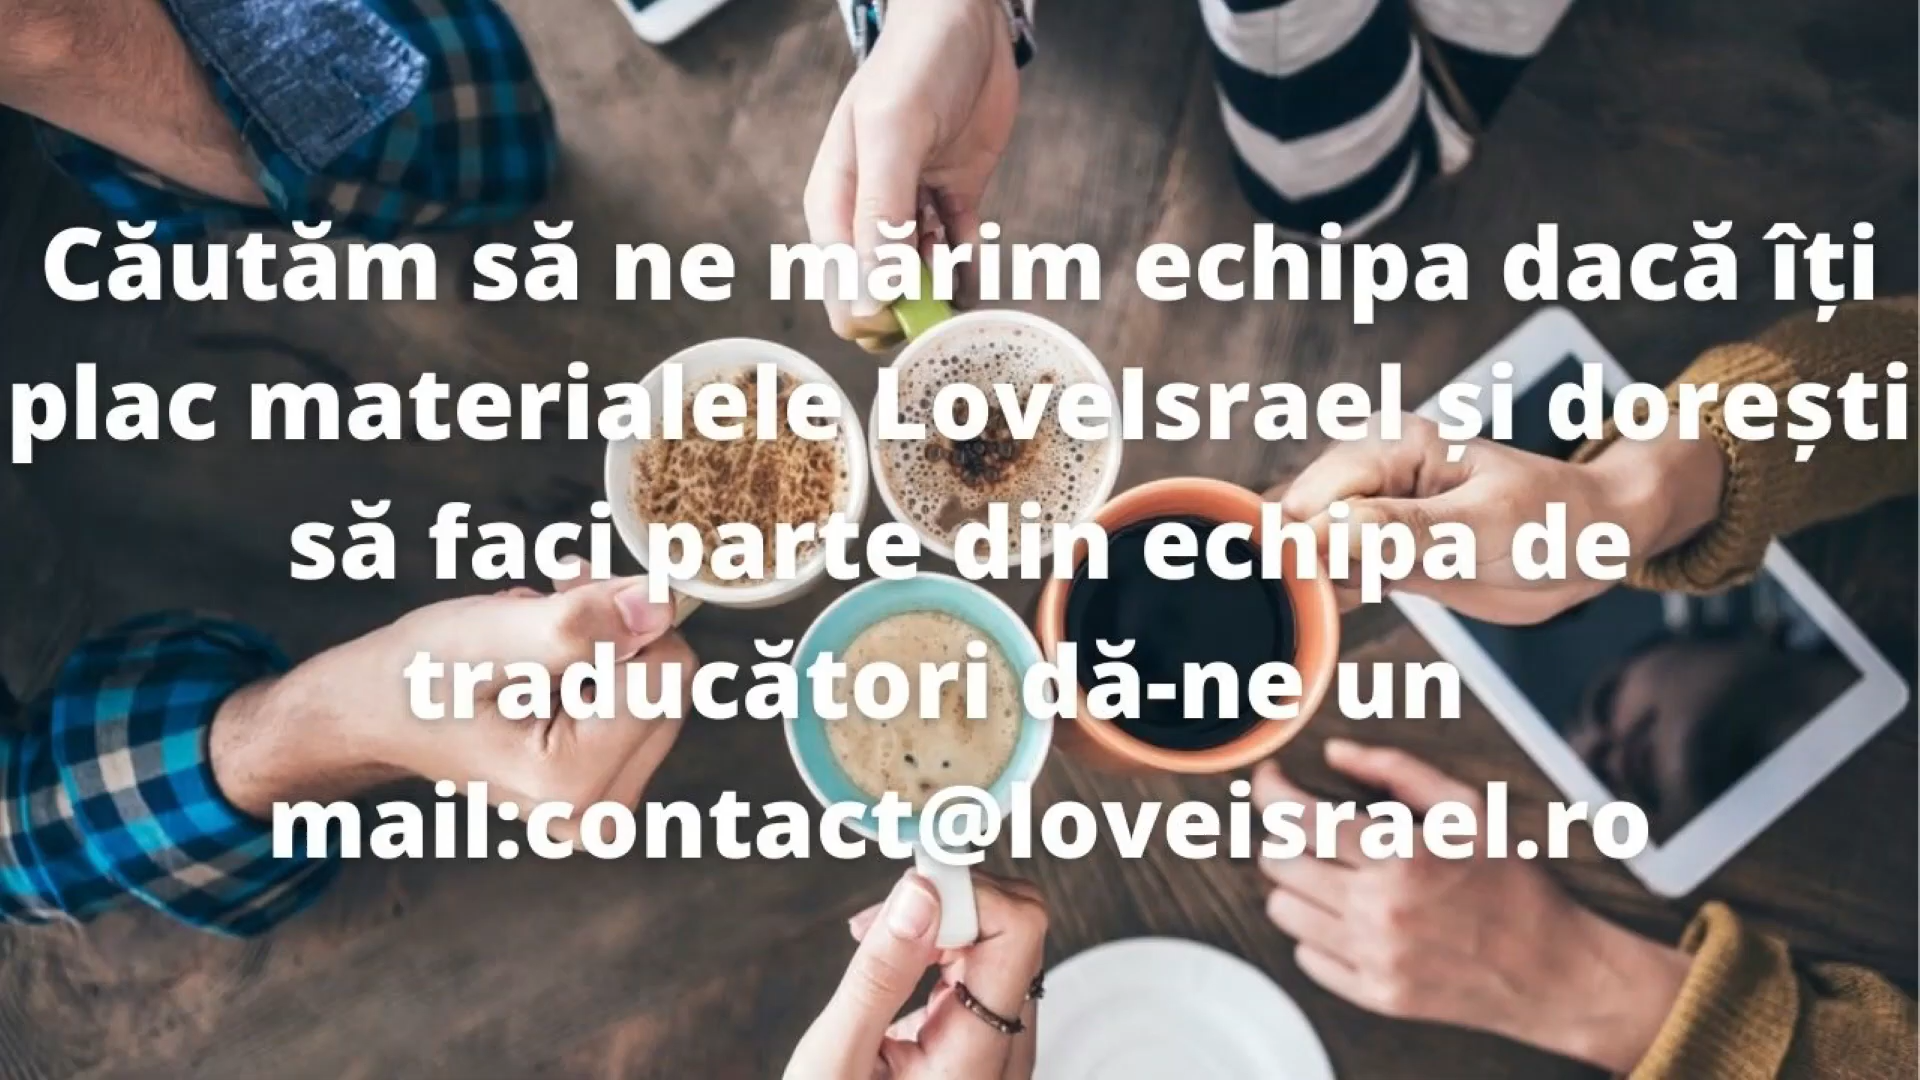 Căutăm să ne mărim echipa dacă îți
plac materialele LoveIsrael și dorești
să faci parte din echipa de
traducători dă-ne un
mail:contact@loveisrael.ro